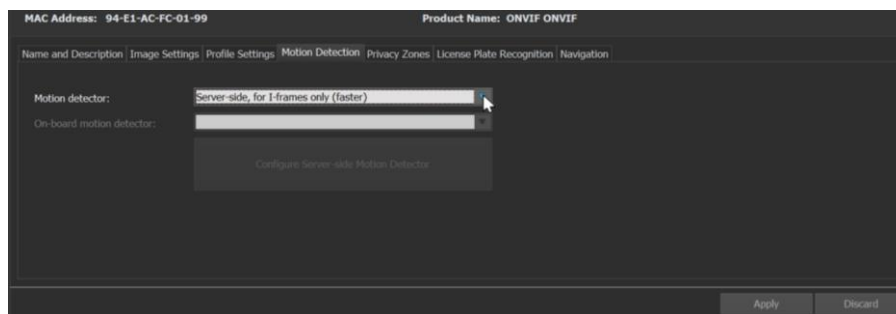 MAC Address: 94-E1-AC-FC-01-99 Product Name: ONVIF ONVIF
Name and Description Image Settings Profile Settings Motion Detection Privacy Zones License Plate Recognition Navigation
Motion detector: Server-side, for I-frames only (faster)
On-board motion detector:
Configure Server-side Motion Detector
Apply Discard